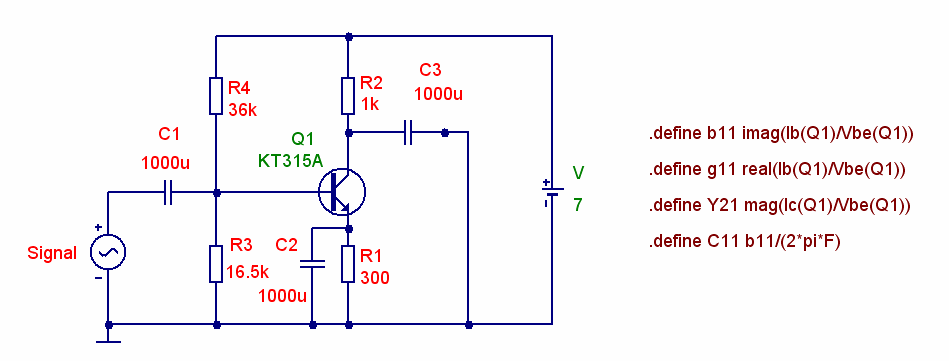 R4
36k
R2
1k
C3
1000u
C1
1000u
Q1
KT315A
.define b11 imag(Ib(Q1)/Vbe(Q1))
.define g11 real(Ib(Q1)/Vbe(Q1))
.define Y21 mag(Ic(Q1)/Vbe(Q1))
.define C11 b11/(2*pi*F)
+
-
V
7
+
-
Signal
R3
16.5k
C2
1000u
R1
300